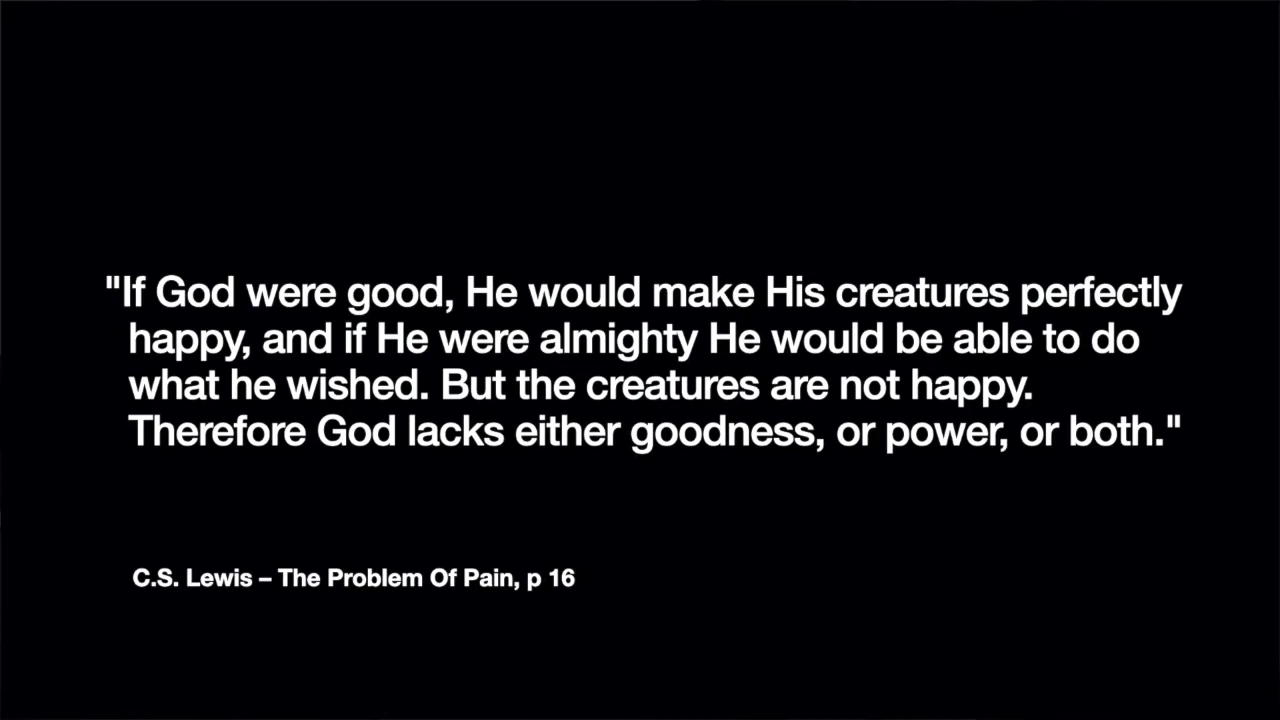 "If God were good, He would make His creatures perfectly
happy, and if He were almighty He would be able to do
what he wished. But the creatures are not happy.
Therefore God lacks either goodness, or power, or both."
C.S. Lewis – The Problem Of Pain, p 16